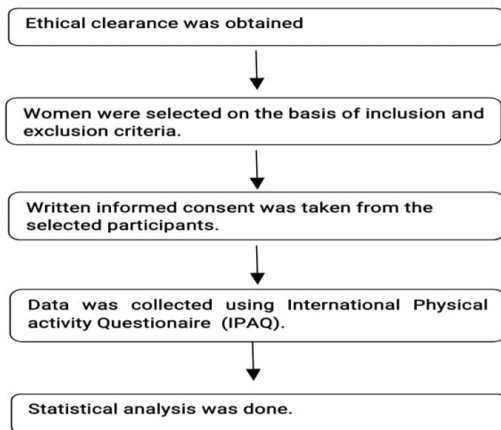 Ethical clearance was obtained
Women were selected on the basis of inclusion and
exclusion criteria.
Written informed consent was taken from the
selected participants.
Data was collected using International Physical
activity Questionaire (IPAQ).
Statistical analysis was done.